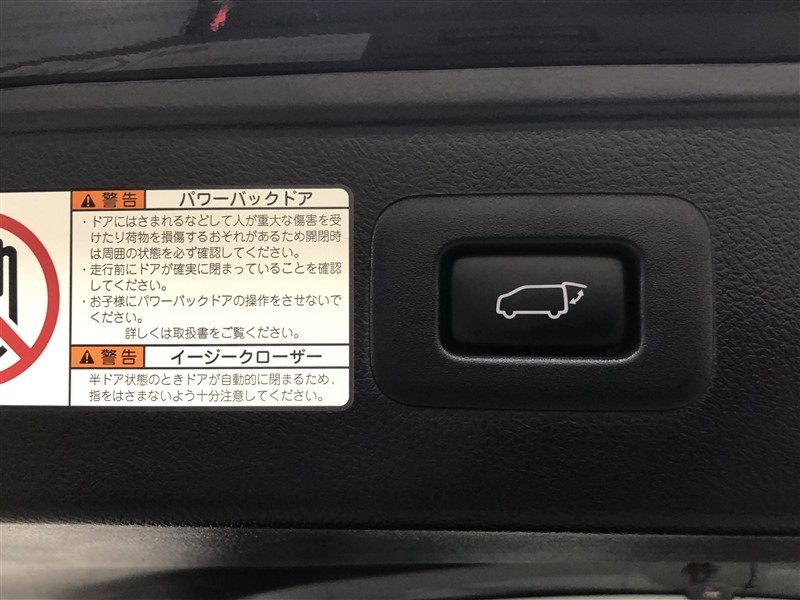 警告 パワーバックドア
・ドアにはさまれるなどして人が重大な傷害を受
けたり荷物を損傷するおそれがあるため開閉時
は周囲の状態を必ず確認してください。
・走行前にドアが確実に閉まっていることを確認
してください。
・お子様にパワーバックドアの操作をさせないで
ください。
詳しくは取扱書をご覧ください。
警告 イージークローザー
半ドア状態のときドアが自動的に閉まるため、
指をはさまないよう十分注意してください。